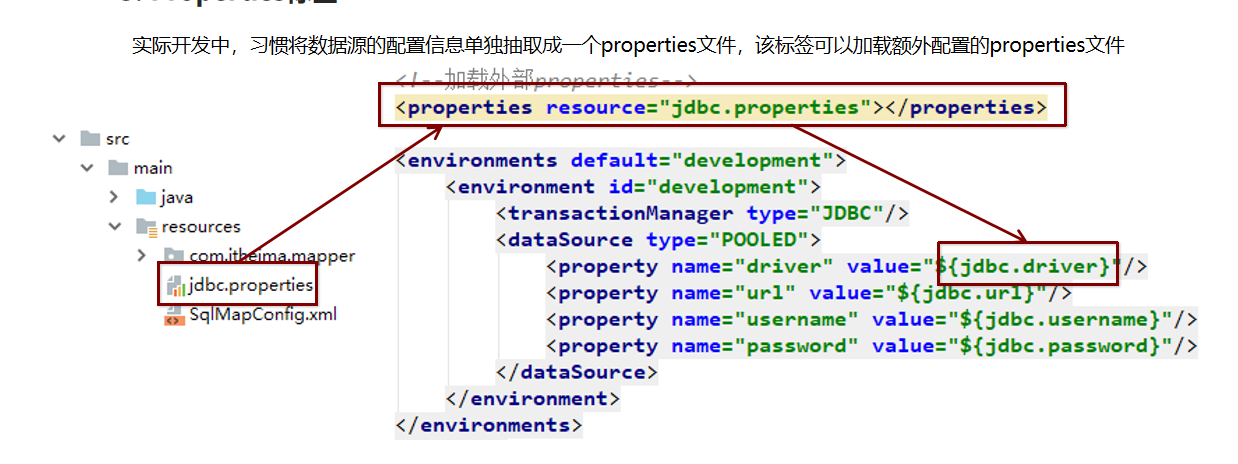 实际开发中，习惯将数据源的配置信息单独抽取成一个properties文件，该标签可以加载额外配置的properties文件
<!--加载外部properties-->
<properties resource="jdbc.properties"></properties>
src
main
java
resources
com.itheima.mapper
jdbc.properties
SqlMapConfig.xml
<environments default="development">
<environment id="development">
<transactionManager type="JDBC"/>
<dataSource type="POOLED">
<property name="driver" value="${jdbc.driver}"/>
<property name="url" value="${jdbc.url}"/>
<property name="username" value="${jdbc.username}"/>
<property name="password" value="${jdbc.password}"/>
</dataSource>
</environment>
</environments>